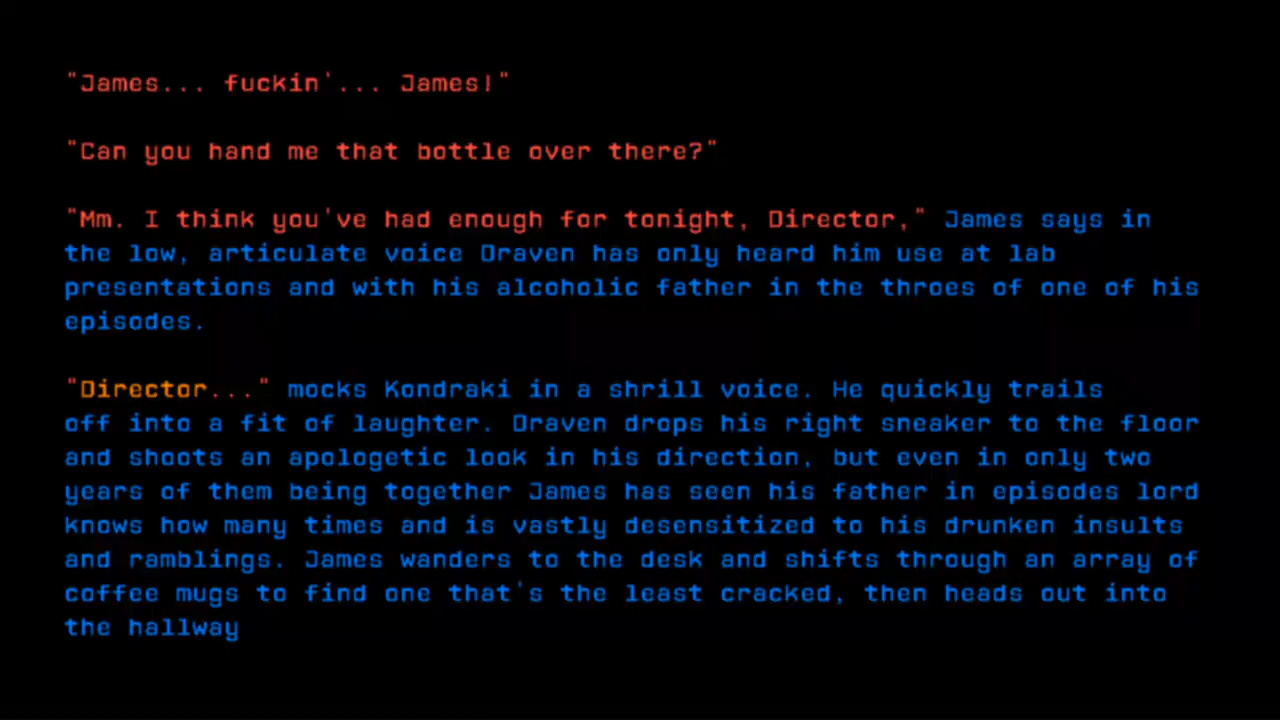 "James... fuckin'... James!"
"Can you hand me that bottle over there?"
"Mm. I think you've had enough for tonight, Director," James says in
the low, articulate voice Draven has only heard him use at lab
presentations and with his alcoholic father in the throes of one of his
episodes.
"Director..." mocks Kondraki in a shrill voice. He quickly trails
off into a fit of laughter. Draven drops his right sneaker to the floor
and shoots an apologetic look in his direction, but even in only two
years of them being together James has seen his father in episodes lord
knows how many times and is vastly desensitized to his drunken insults
and ramblings. James wanders to the desk and shifts through an array of
coffee mugs to find one that's the least cracked, then heads out into
the hallway